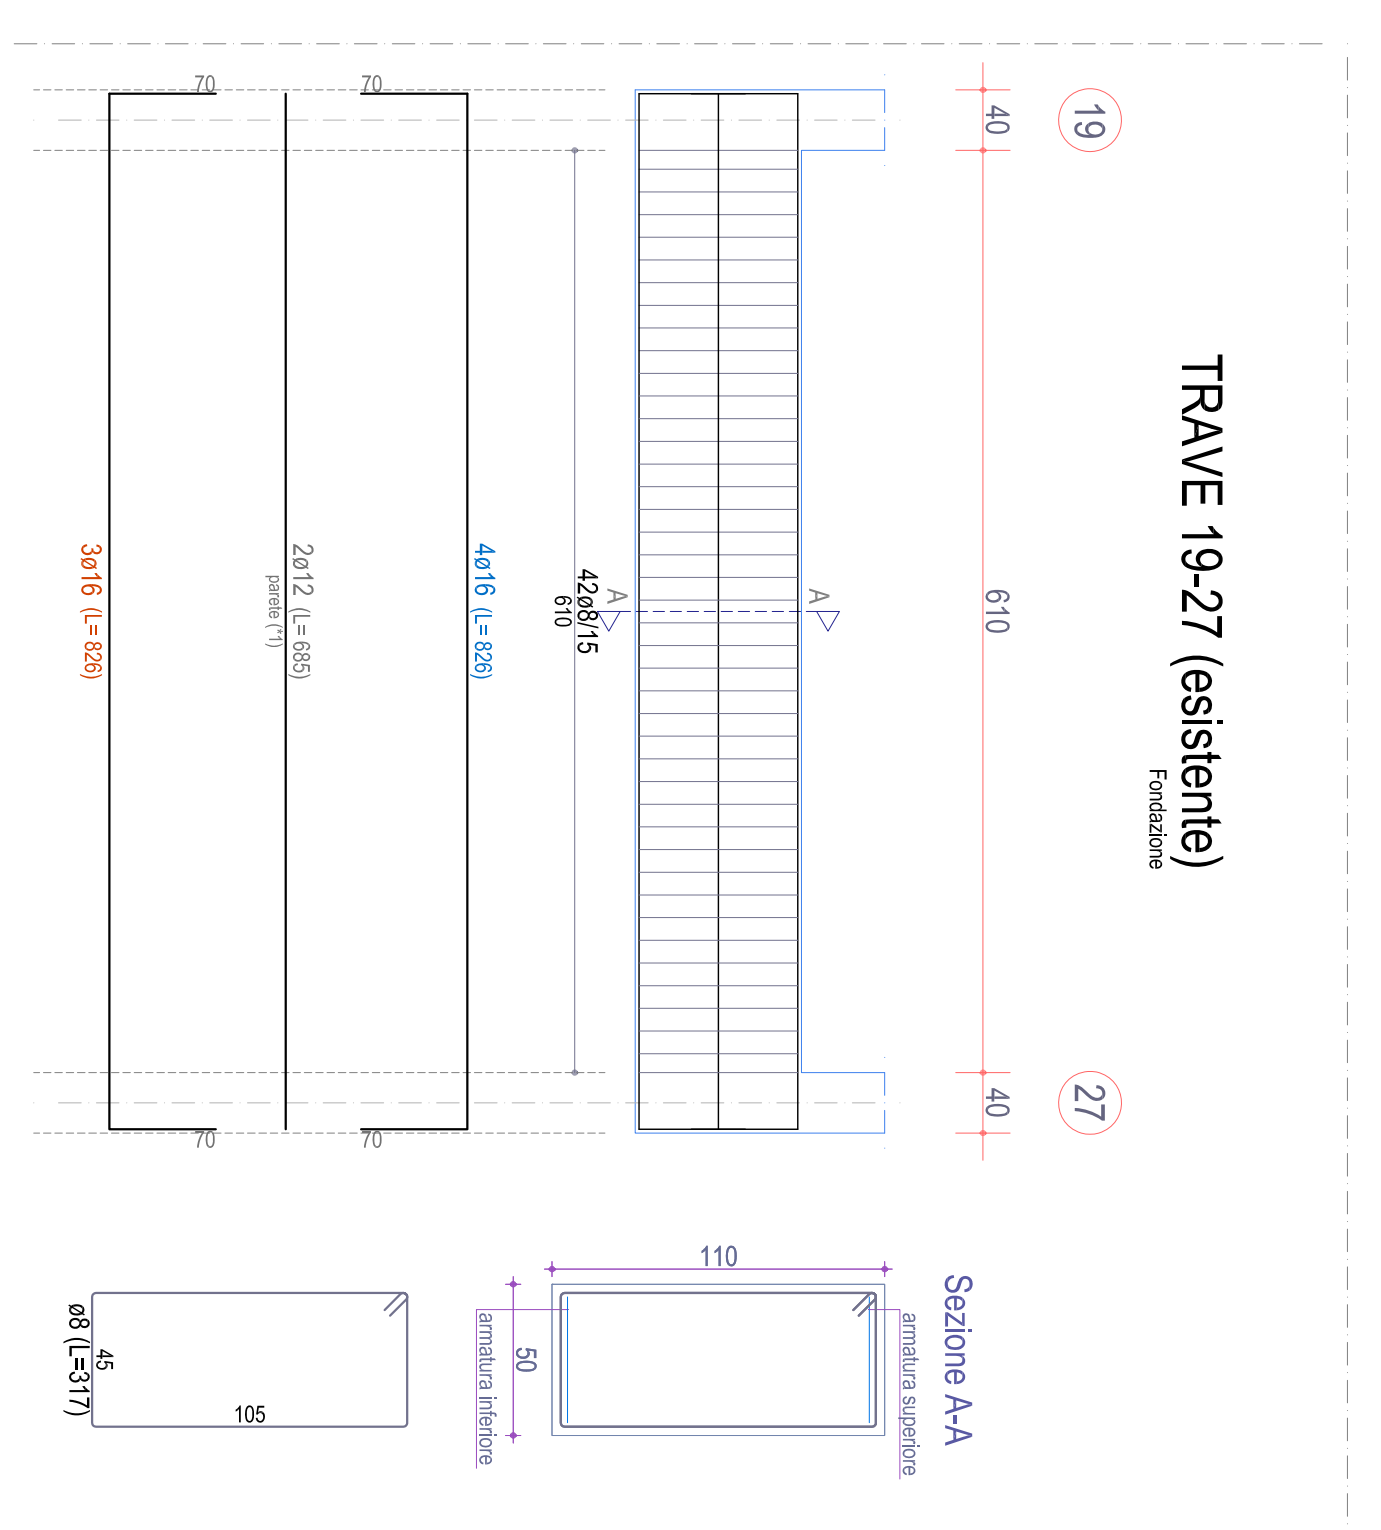 TRAVE 19-27 (esistente)
Fondazione
19
27
40
610
40
A
A
42ø8/15
610
70
4ø16 (L= 826)
70
2ø12 (L= 685)
parete (*1)
70
3ø16 (L= 826)
70
Sezione A-A
armatura superiore
110
50
armatura inferiore
105
45
ø8 (L=317)